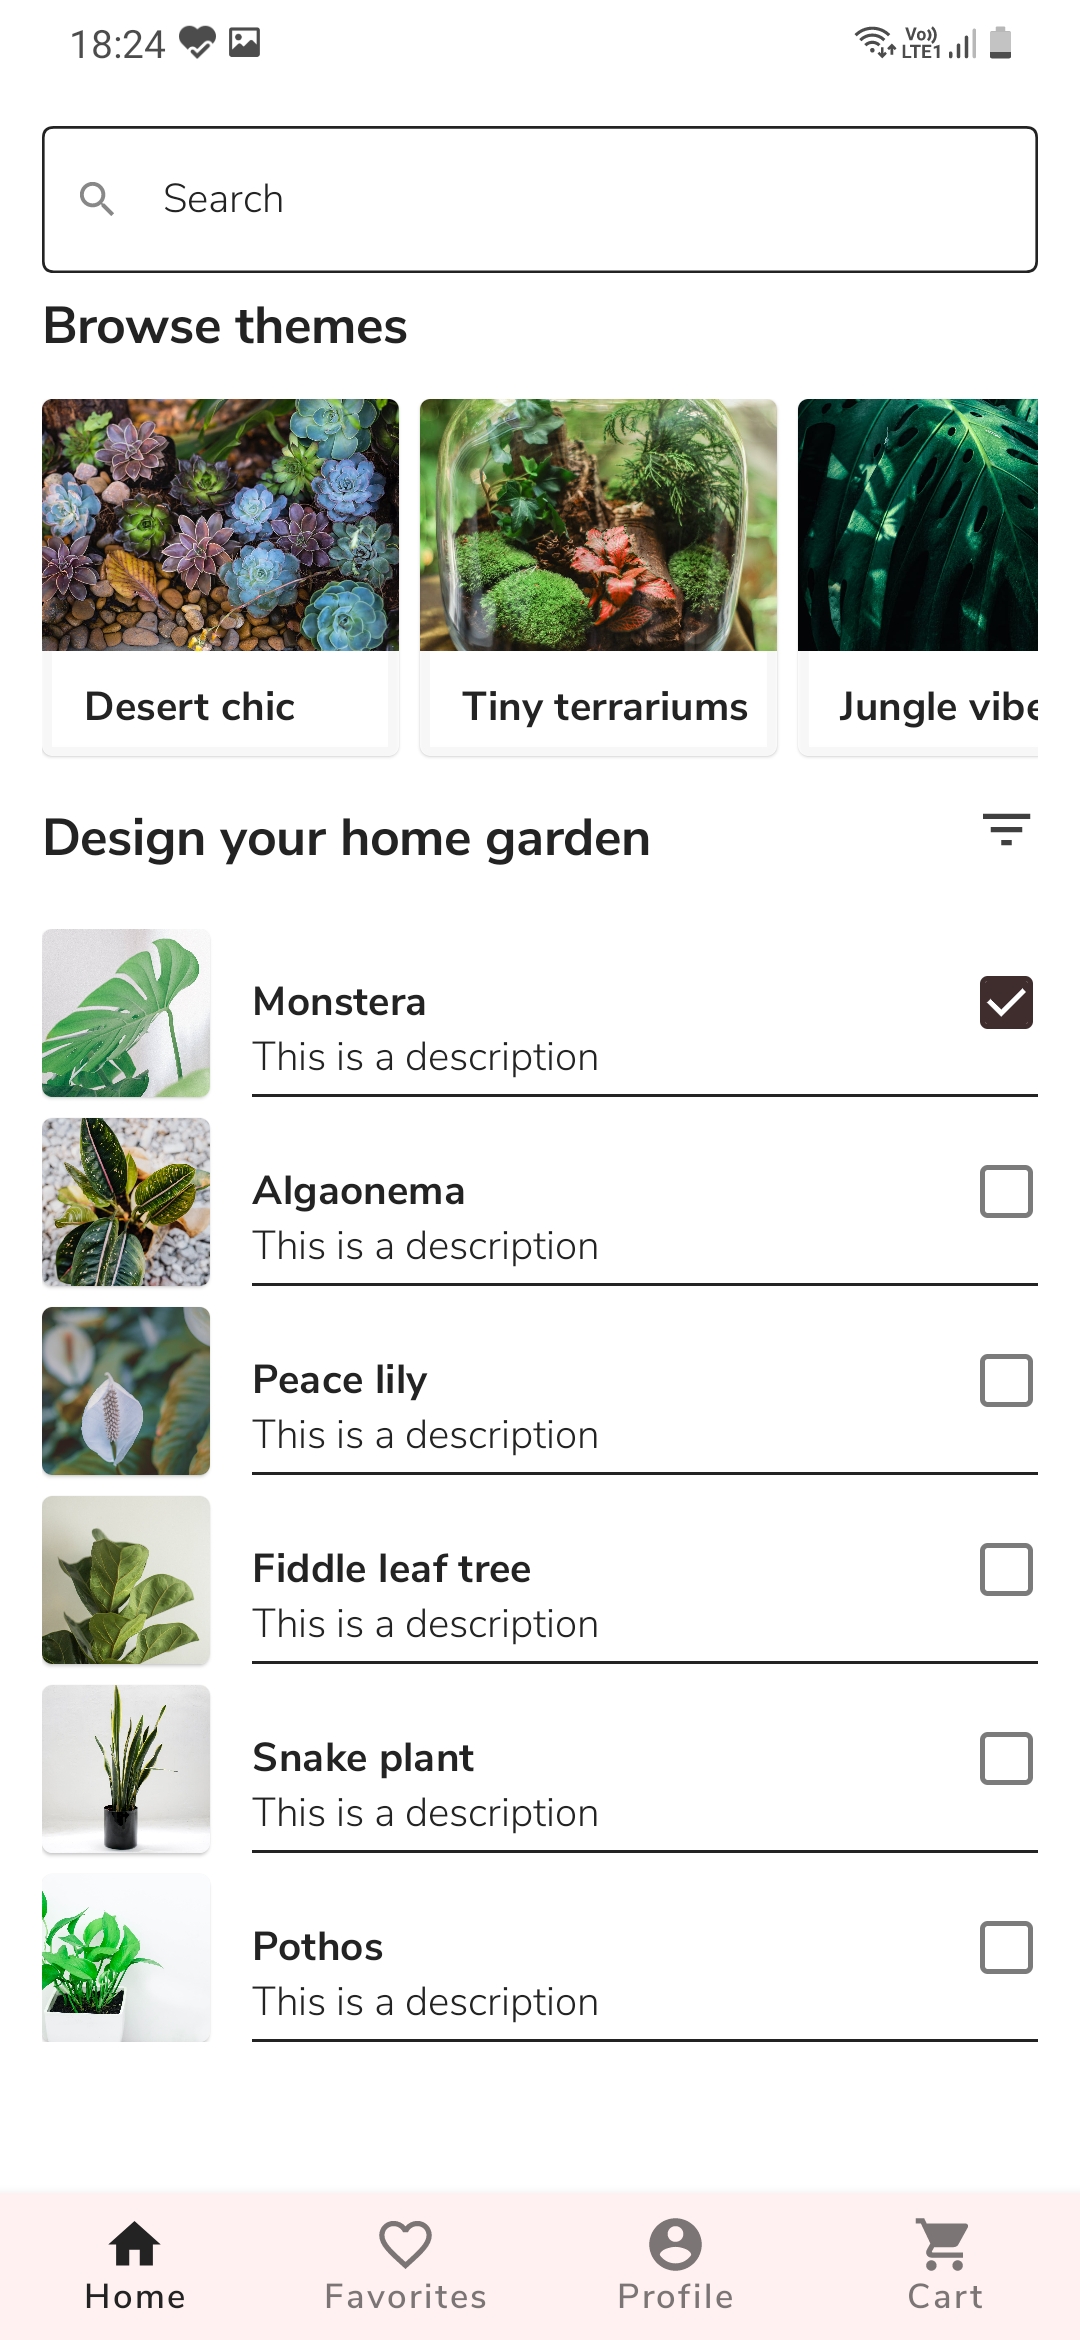 18:24
Vo))
LTE1
Search
Browse themes
Desert chic
Tiny terrariums
Jungle vibe
Design your home garden
Monstera
This is a description
Algaonema
This is a description
Peace lily
This is a description
Fiddle leaf tree
This is a description
Snake plant
This is a description
Pothos
This is a description
Home Favorites Profile Cart